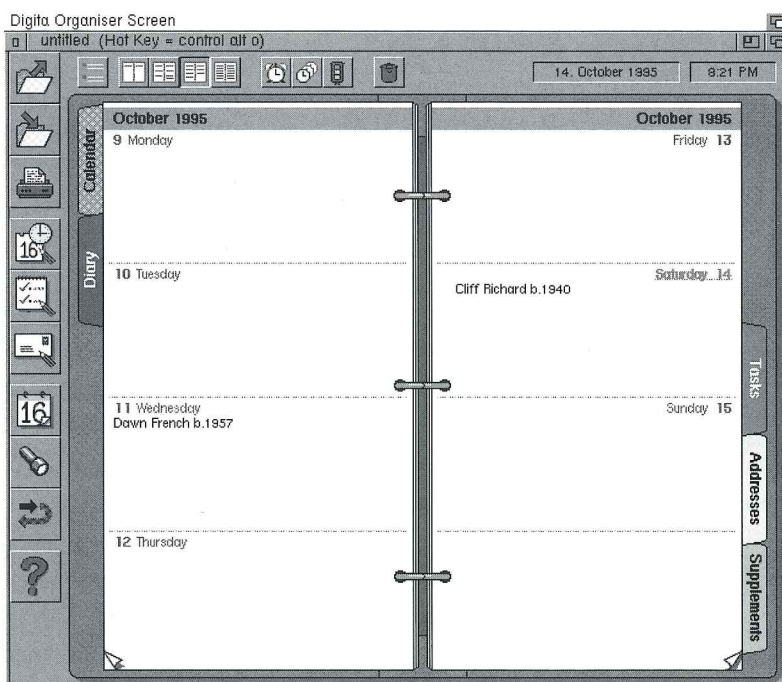 Digita Organiser Screen
untitled (Hot Key = control alt o)
14. October 1995
8:21 PM
Calendar
Diary
October 1995
9 Monday
10 Tuesday
11 Wednesday
Dawn French b.1957
12 Thursday
October 1995
Friday 13
Saturday 14
Cliff Richard b.1940
Sunday 15
Tasks
Addresses
Supplements
16
16
?